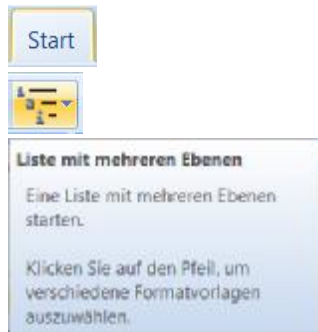 Start
Liste mit mehreren Ebenen
Eine Liste mit mehreren Ebenen
starten.
Klicken Sie auf den Pfeil, um
verschiedene Formatvorlagen
auszuwählen.